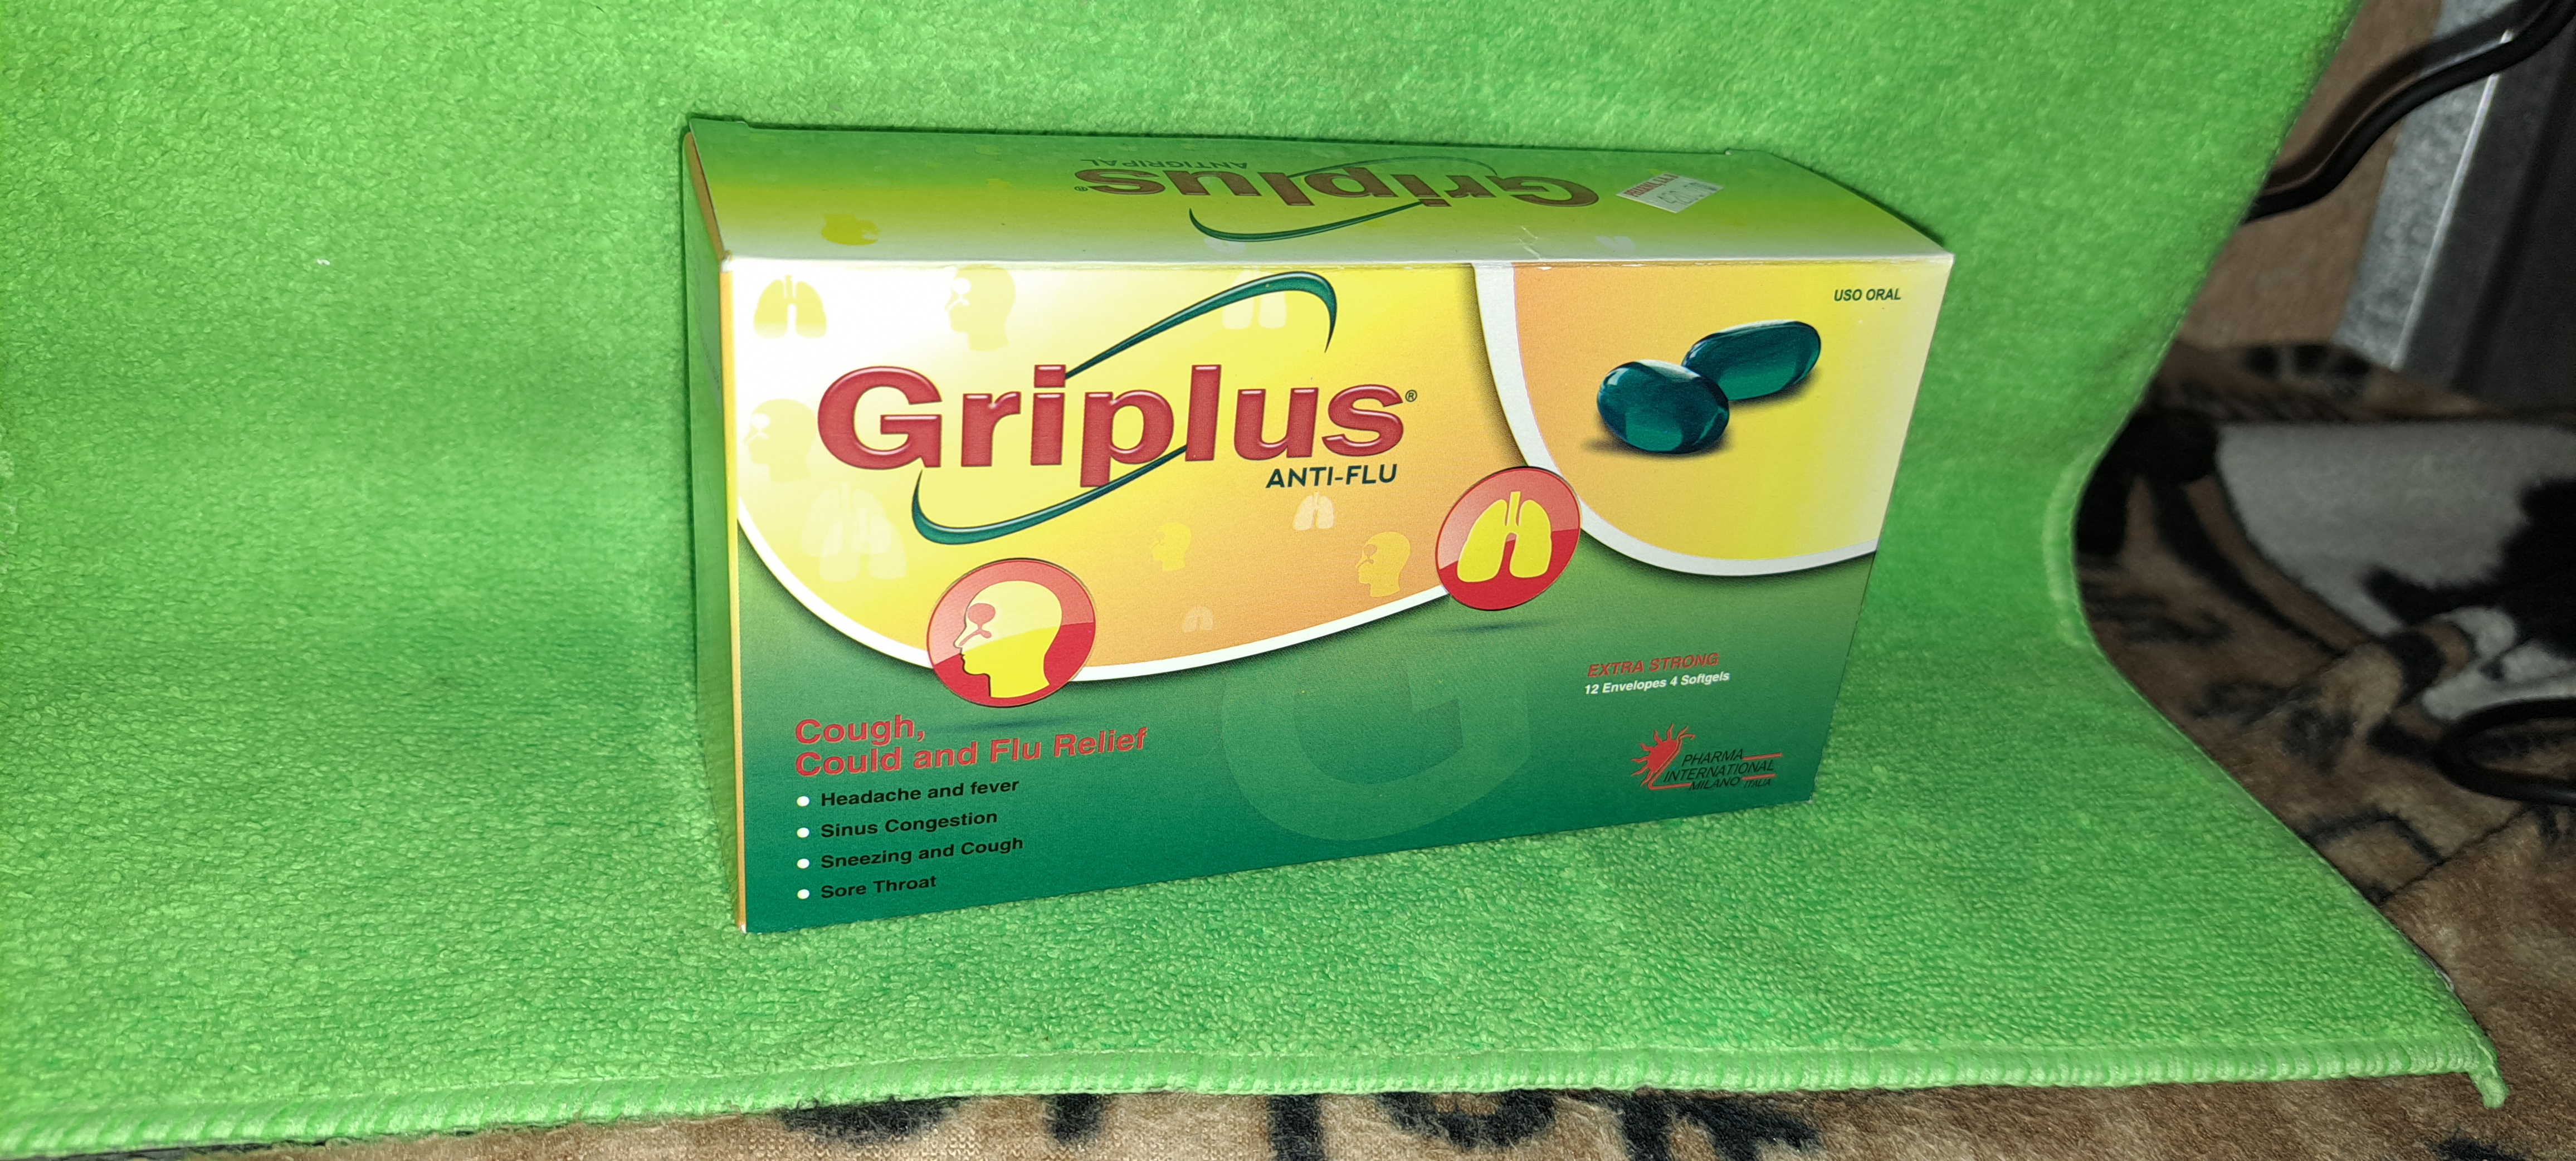 Griplus®
ANTIGRIPAL
USO ORAL
Griplus®
ANTI-FLU
EXTRA STRONG
12 Envelopes 4 Softgels
Cough,
Could and Flu Relief
Headache and fever
Sinus Congestion
Sneezing and Cough
Sore Throat
PHARMA
INTERNATIONAL
MILANO ITALIA